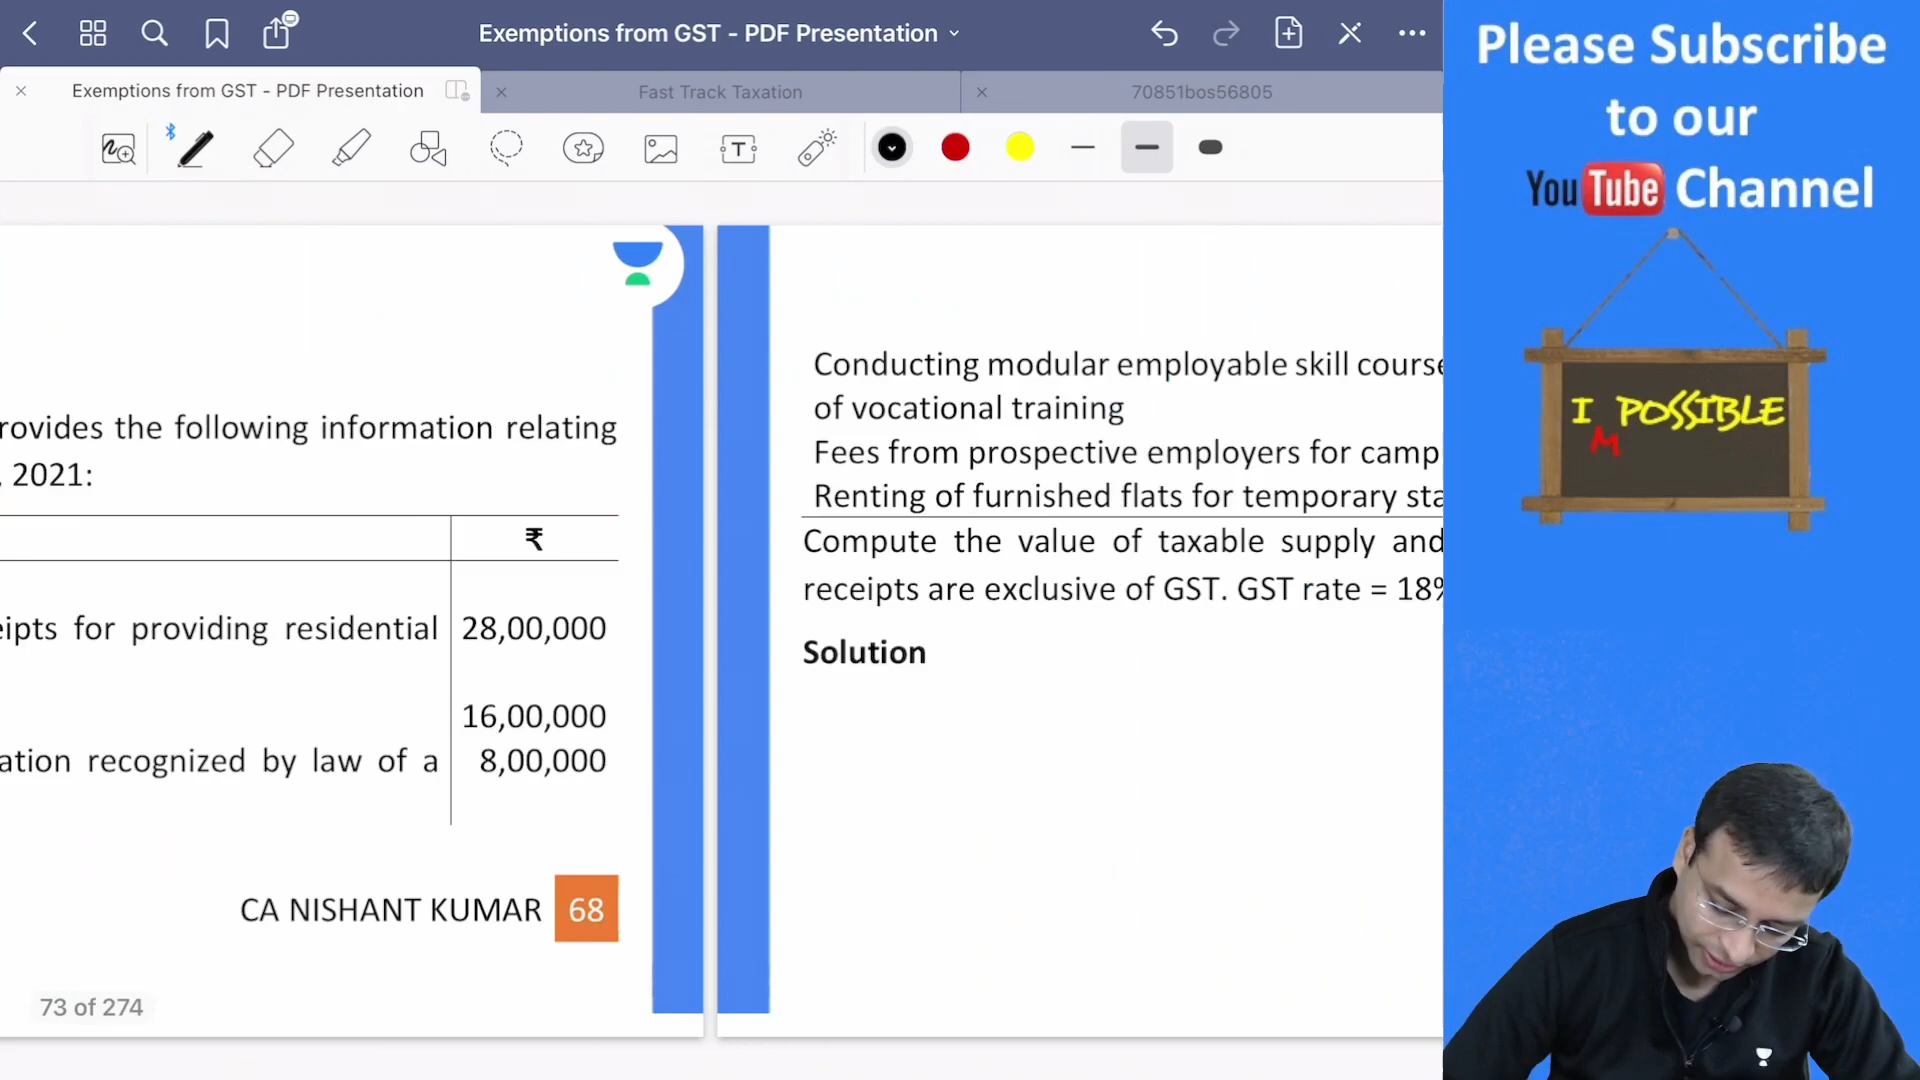 Exemptions from GST - PDF Presentation
Exemptions from GST - PDF Presentation
Fast Track Taxation
70851bos56805
T
rovides the following information relating
, 2021:
₹
eipts for providing residential
28,00,000
16,00,000
ation recognized by law of a
8,00,000
CA NISHANT KUMAR
68
73 of 274
Conducting modular employable skill course
of vocational training
Fees from prospective employers for camp
Renting of furnished flats for temporary sta
Compute the value of taxable supply and
receipts are exclusive of GST. GST rate = 18%
Solution
Please Subscribe
to our
YouTube Channel
I POSSIBLE
M